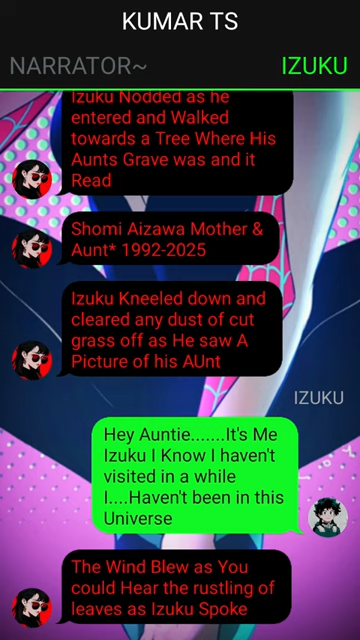 KUMAR TS
NARRATOR~ IZUKU
Izuku Nodded as he
entered and Walked
towards a Tree Where His
Aunts Grave was and it
Read
Shomi Aizawa Mother &
Aunt* 1992-2025
Izuku Kneeled down and
cleared any dust of cut
grass off as He saw A
Picture of his AUnt
IZUKU
Hey Auntie.......It's Me
Izuku I Know I haven't
visited in a while
I....Haven't been in this
Universe
The Wind Blew as You
could Hear the rustling of
leaves as Izuku Spoke